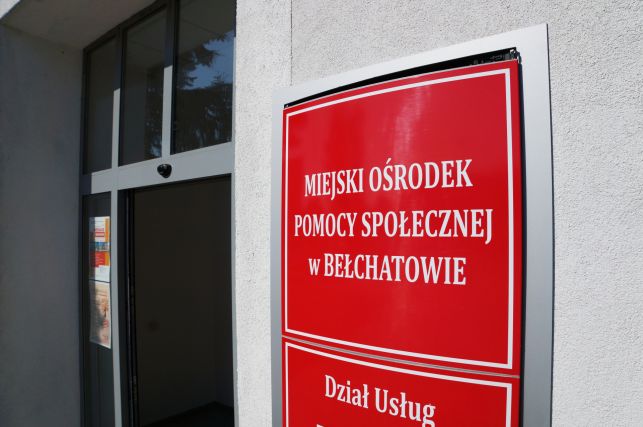 MIEJSKI OŚRODEK
POMOCY SPOŁECZNEJ
w BEŁCHATOWIE
Dział Usług